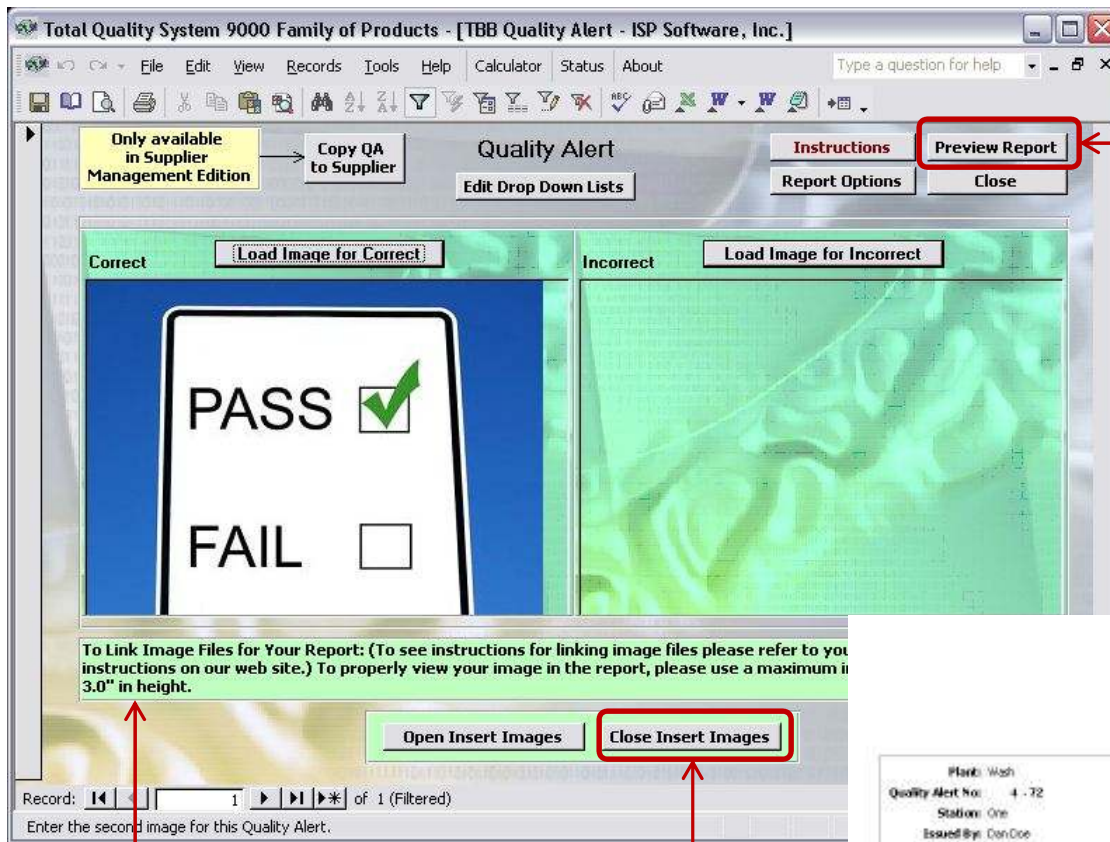 Total Quality System 9000 Family of Products - [TBB Quality Alert - ISP Software, Inc.]
File Edit View Records Tools Help Calculator Status About Type a question for help
Only available
in Supplier
Management Edition
Copy QA
to Supplier
Quality Alert
Edit Drop Down Lists
Instructions
Preview Report
Report Options
Close
Correct
Load Image for Correct
Incorrect
Load Image for Incorrect
PASS
FAIL
To Link Image Files for Your Report: (To see instructions for linking image files please refer to
instructions on our web site.) To properly view your image in the report, please use a maximum
3.0" in height.
Open Insert Images
Close Insert Images
Record: 1 of 1 (Filtered)
Enter the second image for this Quality Alert.
Plant: Wash
Quality Alert No: 4 - 72
Station: One
Issued By: Dan Doe